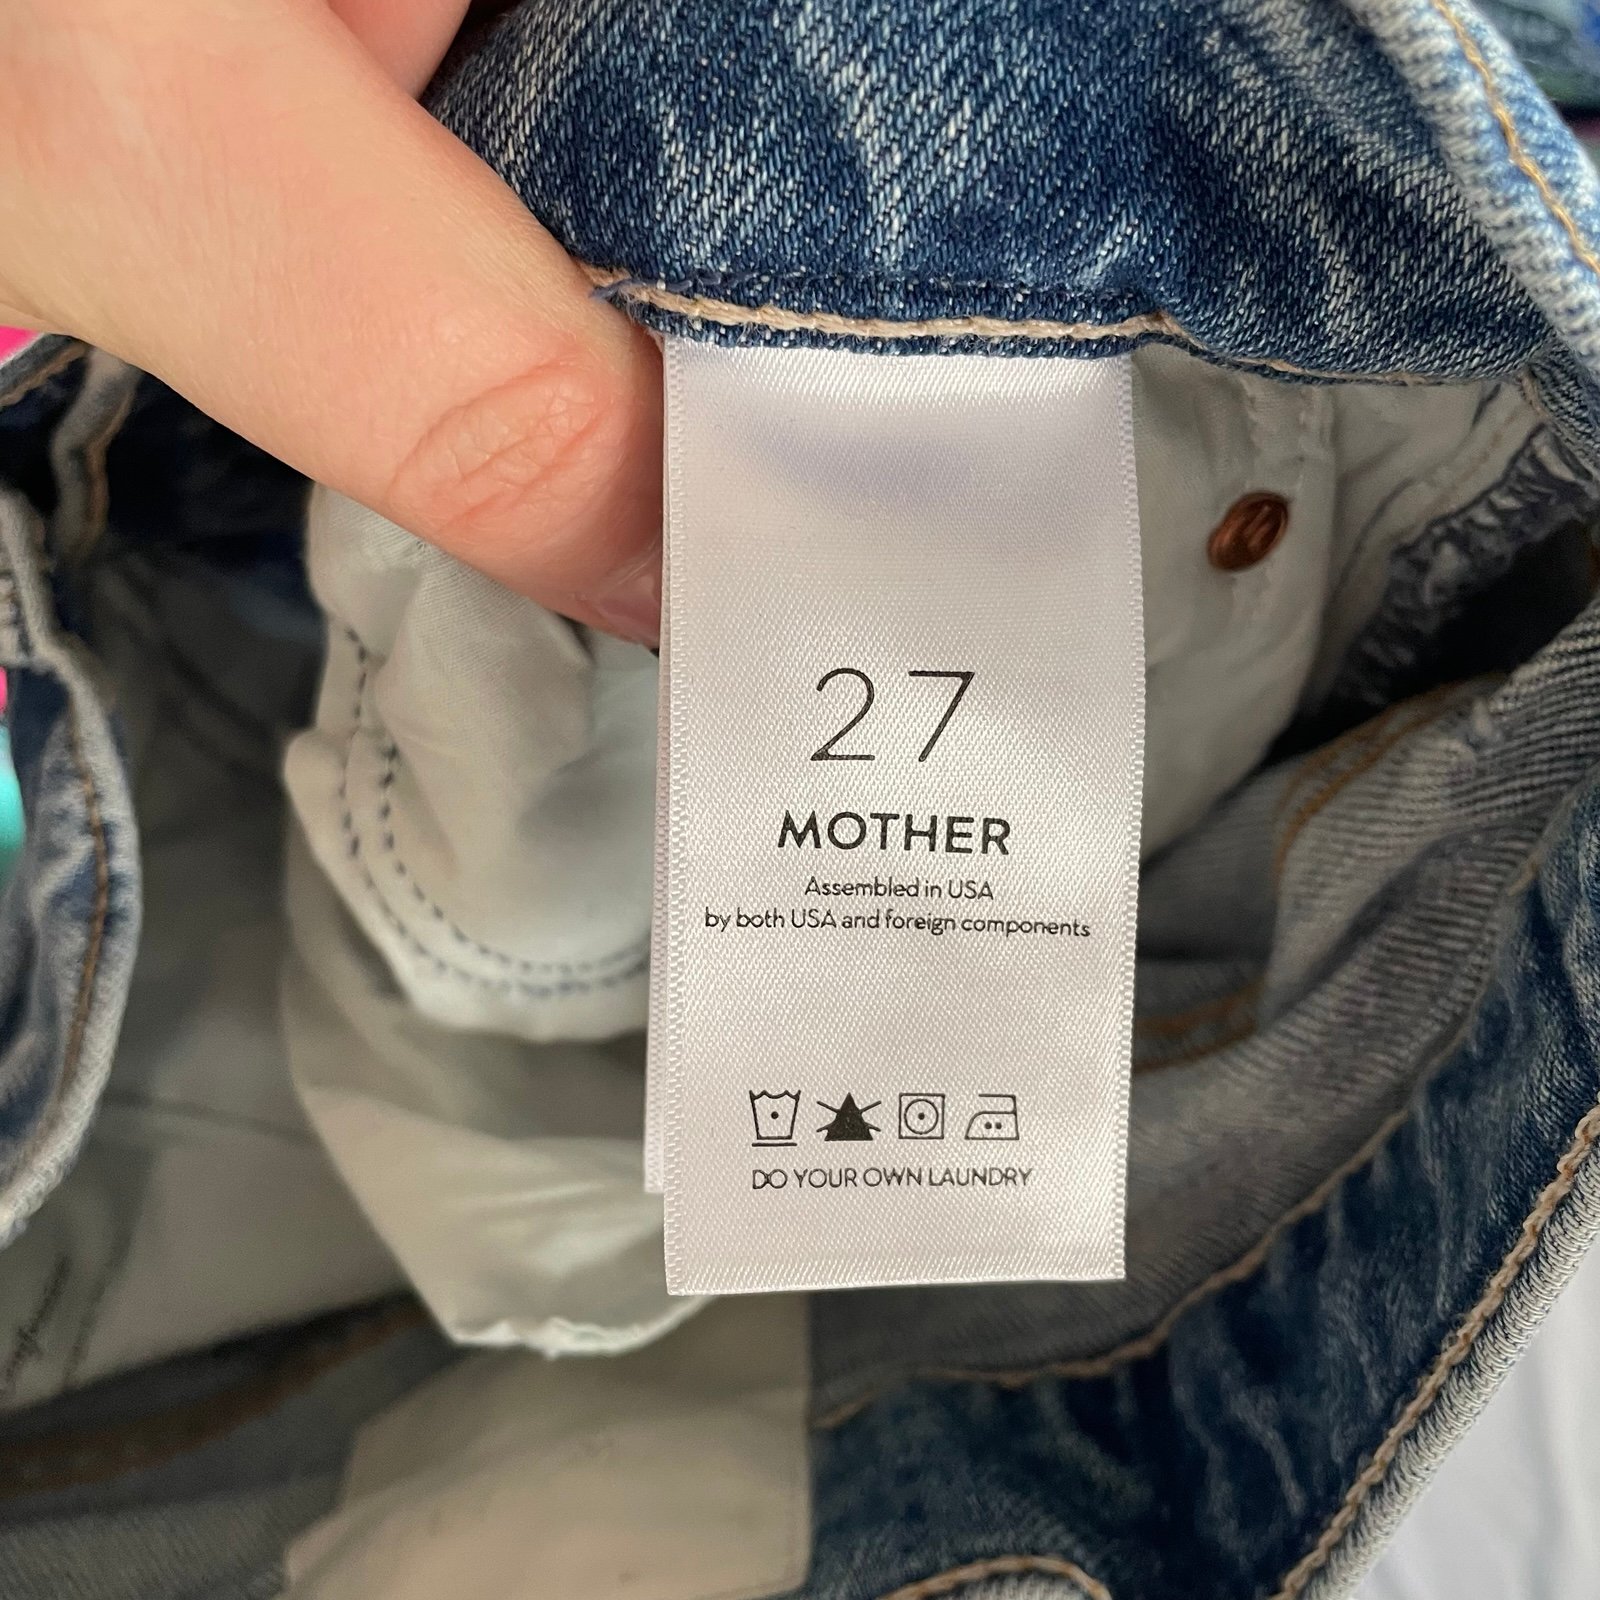 27
MOTHER
Assembled in USA
by both USA and foreign components
DO YOUR OWN LAUNDRY